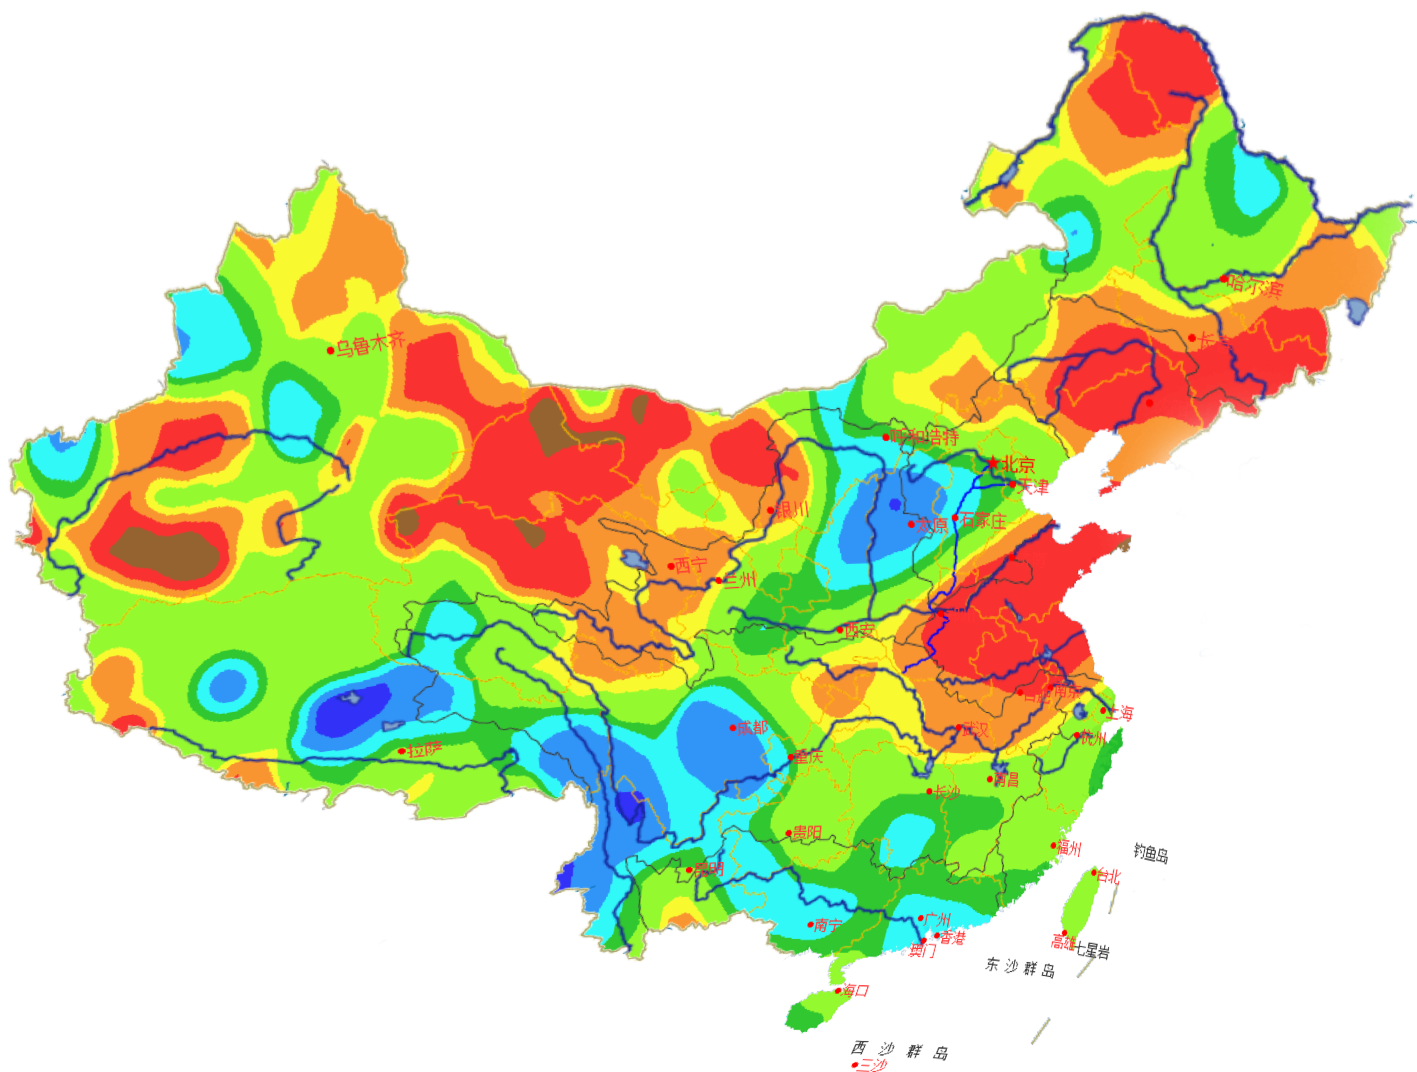 哈尔滨
长
乌鲁木齐
呼和浩特
北京
天津
银川
太原
石家庄
西宁
兰州
西安
合肥
南京
上海
成都
武汉
杭州
拉萨
重庆
南昌
长沙
贵阳
福州
钓鱼岛
昆明
台北
南宁
广州
香港
澳门
高雄
七星岩
东沙群岛
海口
西沙群岛
三沙